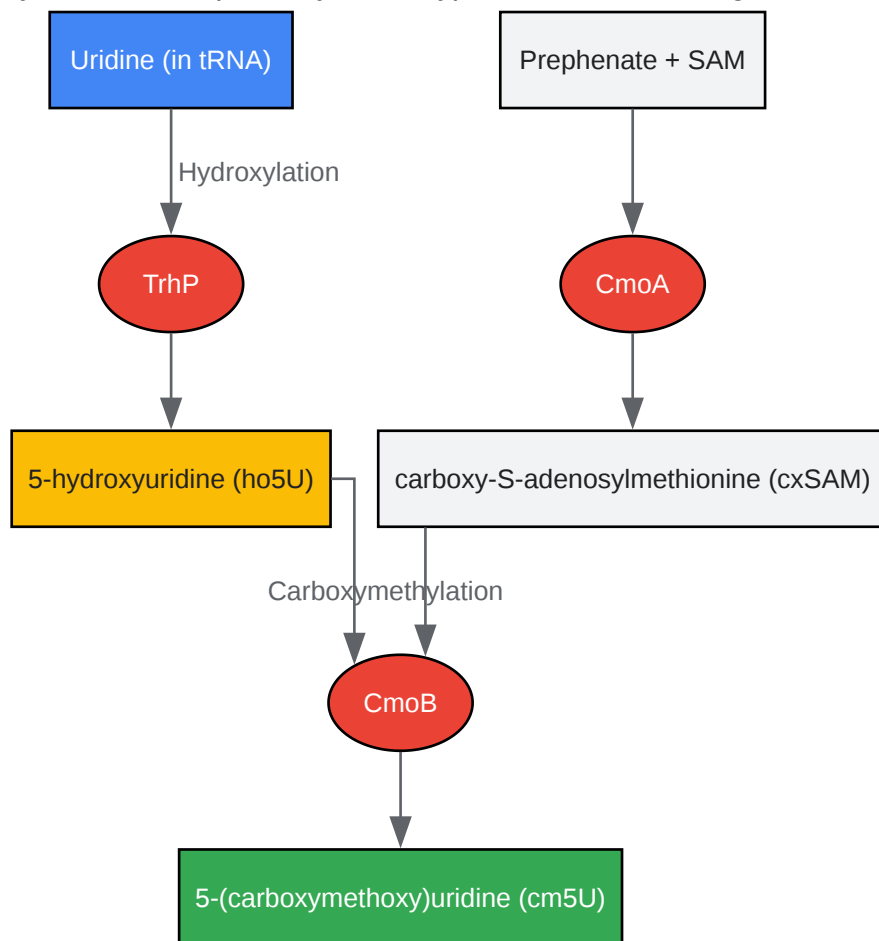 Uridine (in tRNA)
Prephenate + SAM
Hydroxylation
TrhP
CmoA
5-hydroxyuridine (ho5U)
carboxy-S-adenosylmethionine (cxSAM)
Carboxymethylation
CmoB
5-(carboxymethoxy)uridine (cm5U)